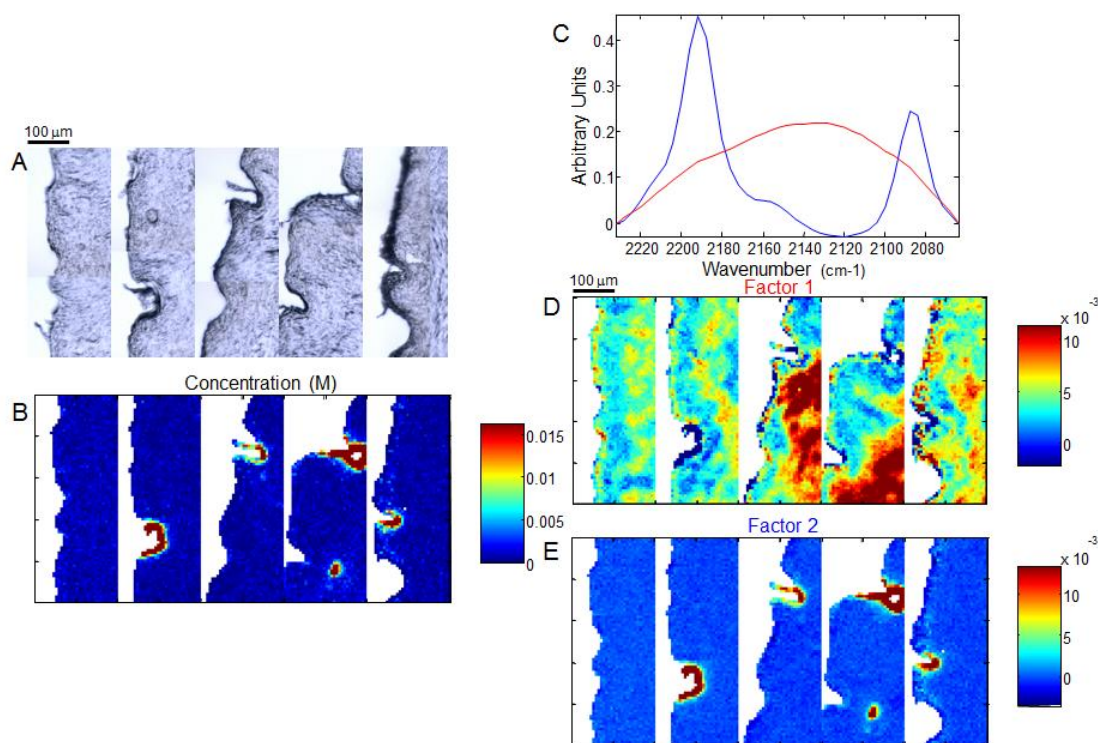 A
100 μm
B
Concentration (M)
0.015
0.01
0.005
0
C
Arbitrary Units
0.4
0.3
0.2
0.1
0
2220 2200 2180 2160 2140 2120 2100 2080
Wavenumber (cm-1)
100 μm
Factor 1
D
x 10 -3
10
5
0
Factor 2
E
x 10 -3
10
5
0